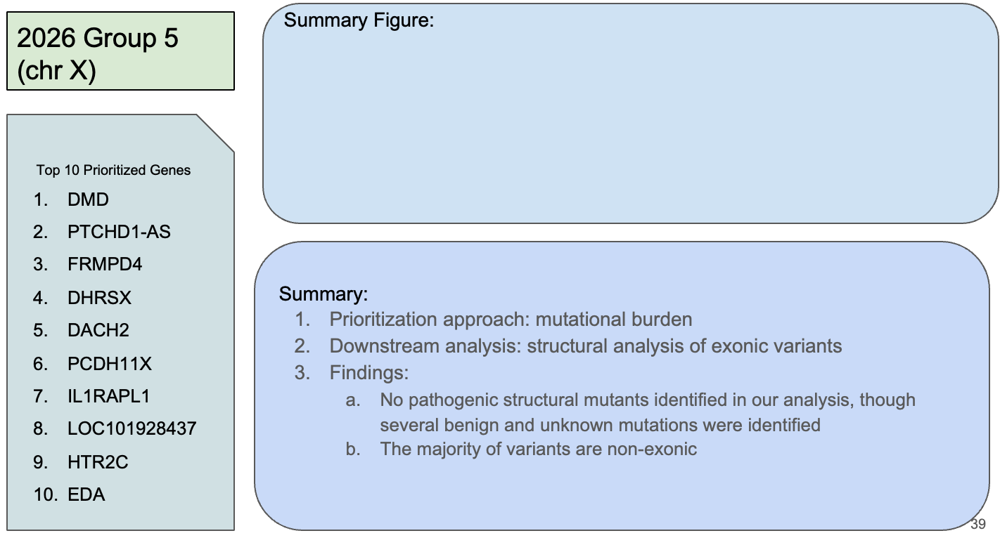 2026 Group 5
(chr X)
Top 10 Prioritized Genes
1. DMD
2. PTCHD1-AS
3. FRMPD4
4. DHRSX
5. DACH2
6. PCDH11X
7. IL1RAPL1
8. LOC101928437
9. HTR2C
10. EDA
Summary Figure:
Summary:
1. Prioritization approach: mutational burden
2. Downstream analysis: structural analysis of exonic variants
3. Findings:
a. No pathogenic structural mutants identified in our analysis, though
several benign and unknown mutations were identified
b. The majority of variants are non-exonic
39